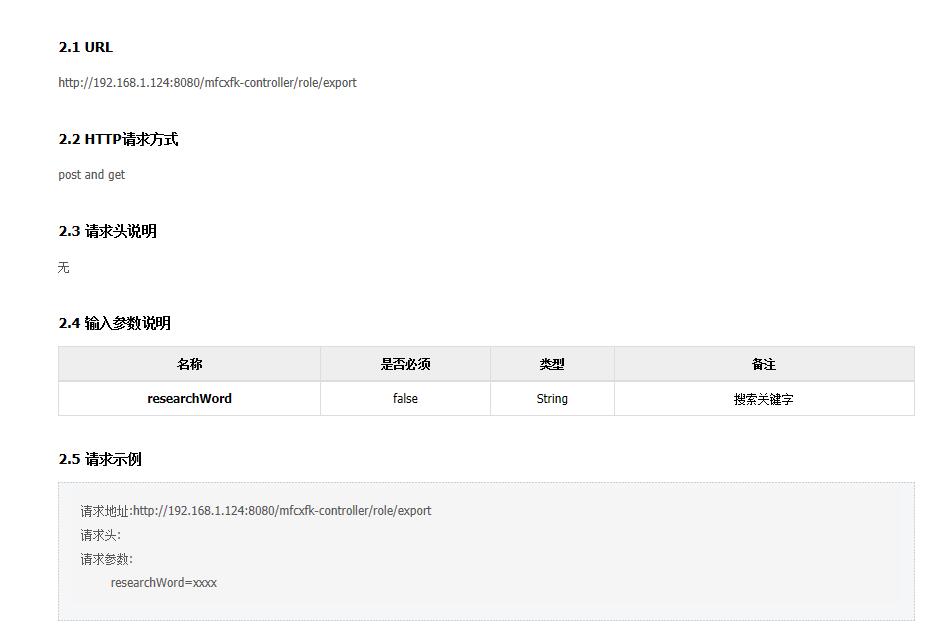 2.1 URL
http://192.168.1.124:8080/mfcxfk-controller/role/export
2.2 HTTP请求方式
post and get
2.3 请求头说明
无
2.4 输入参数说明
名称 是否必须 类型 备注
researchWord false String 搜索关键字
2.5 请求示例
请求地址:http://192.168.1.124:8080/mfcxfk-controller/role/export
请求头:
请求参数:
researchWord=xxxx